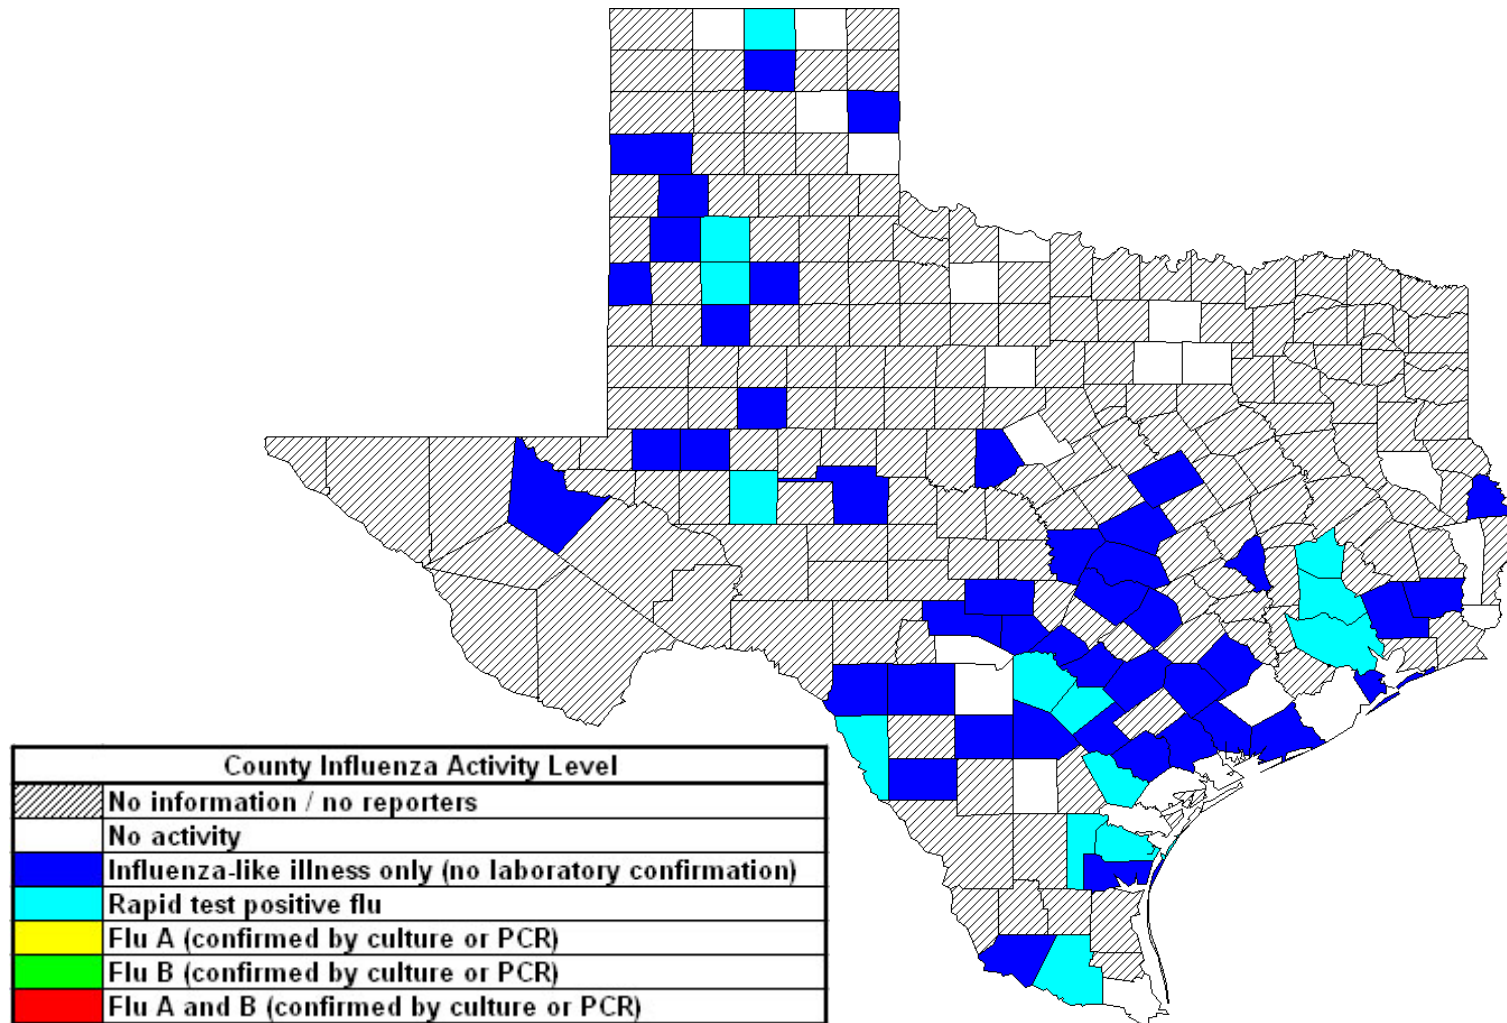 County Influenza Activity Level
No information / no reporters
No activity
Influenza-like illness only (no laboratory confirmation)
Rapid test positive flu
Flu A (confirmed by culture or PCR)
Flu B (confirmed by culture or PCR)
Flu A and B (confirmed by culture or PCR)